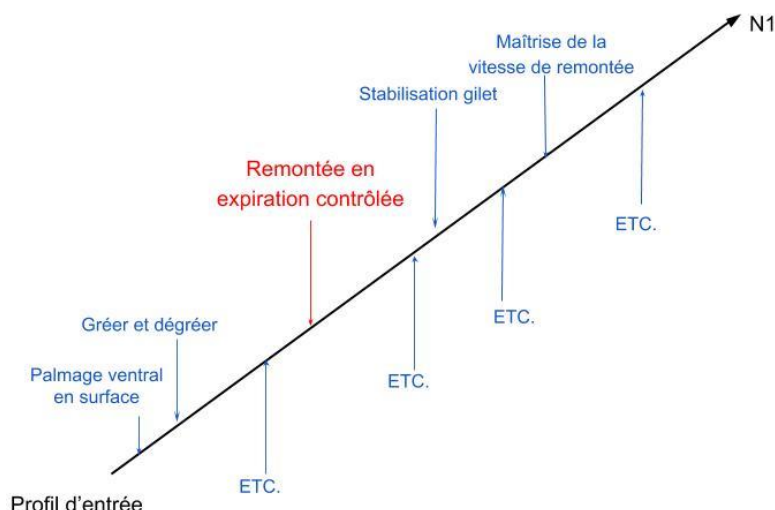 N1
Maîtrise de la
vitesse de remontée
Stabilisation gilet
Remontée en
expiration contrôlée
ETC.
ETC.
Gréer et dégréer
Palmage ventral
en surface
ETC.
ETC.
Profil d'entrée